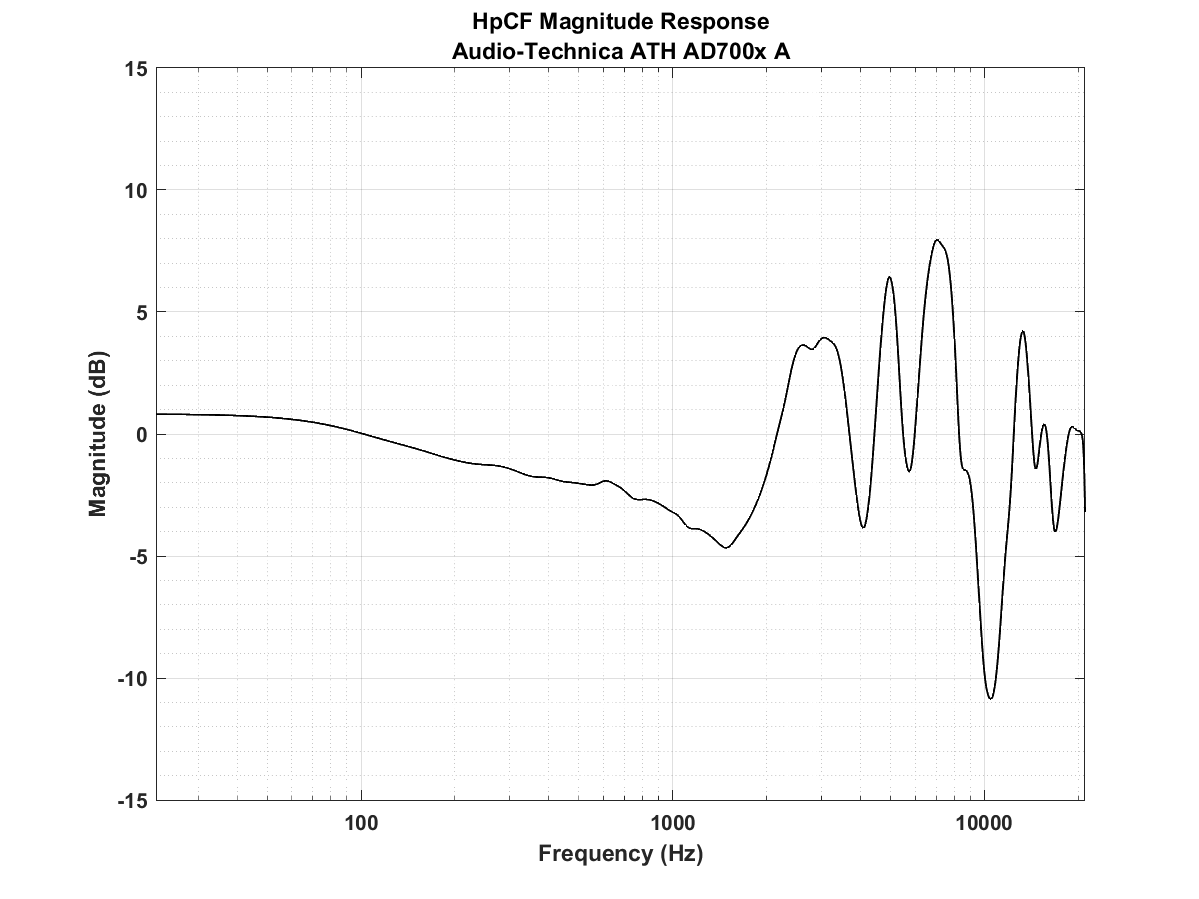 HpCF Magnitude Response
Audio-Technica ATH AD700x A
15
10
5
0
-5
-10
-15
Magnitude (dB)
100
1000
10000
Frequency (Hz)